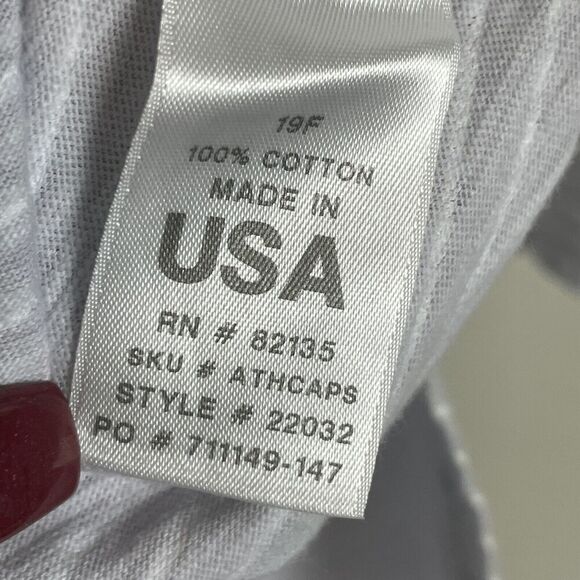 19F
100% COTTON
MADE IN
USA
RN # 82135
SKU # ATHCAPS
STYLE # 22032
PO # 711149-147